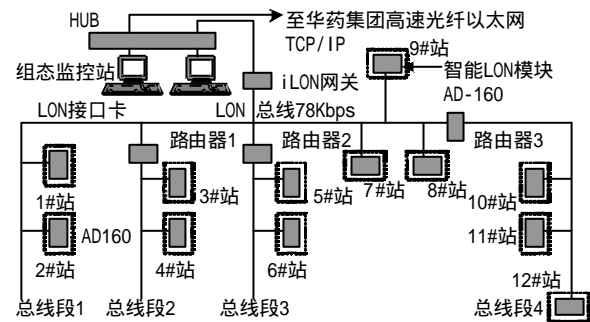 HUB
至华药集团高速光纤以太网
TCP/IP
9#站
组态监控站
iLON网关
智能LON模块
AD-160
LON接口卡
LON 总线78Kbps
路由器1
路由器2
路由器3
1#站
3#站
5#站
7#站
8#站
10#站
AD160
11#站
2#站
4#站
6#站
12#站
总线段1
总线段2
总线段3
总线段4